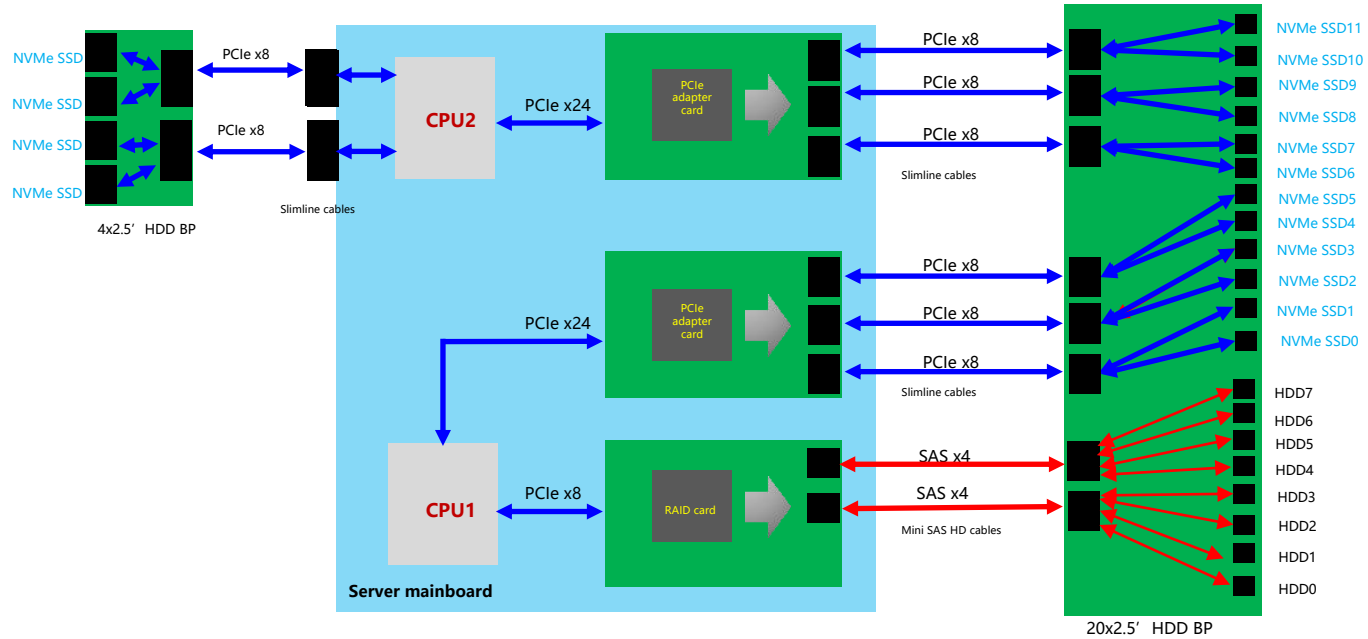 NVMe SSD
NVMe SSD
NVMe SSD
NVMe SSD
4x2.5' HDD BP
PCIe x8
PCIe x8
Slimline cables
CPU2
PCIe x24
PCIe
adapter
card
PCIe x8
PCIe x8
PCIe x8
Slimline cables
NVMe SSD11
NVMe SSD10
NVMe SSD9
NVMe SSD8
NVMe SSD7
NVMe SSD6
NVMe SSD5
NVMe SSD4
NVMe SSD3
NVMe SSD2
NVMe SSD1
NVMe SSD0
PCIe x24
PCIe
adapter
card
PCIe x8
PCIe x8
PCIe x8
Slimline cables
CPU1
PCIe x8
RAID card
SAS x4
SAS x4
Mini SAS HD cables
HDD7
HDD6
HDD5
HDD4
HDD3
HDD2
HDD1
HDD0
Server mainboard
20x2.5' HDD BP